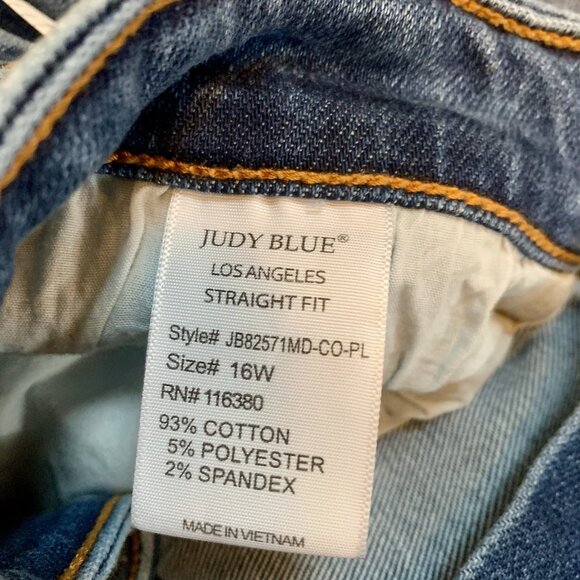 JUDY BLUE®
LOS ANGELES
STRAIGHT FIT
Style# JB82571MD-CO-PL
Size# 16W
RN# 116380
93% COTTON
5% POLYESTER
2% SPANDEX
MADE IN VIETNAM